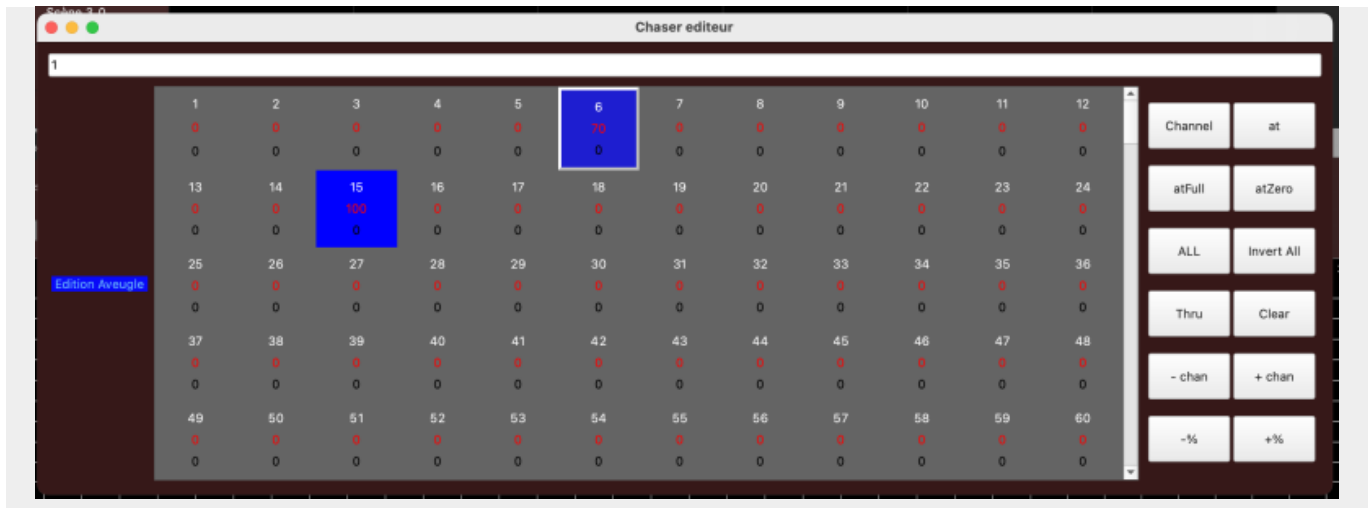 Scène 3.0
Chaser editeur
1
1 2 3 4 5 6 7 8 9 10 11 12
0 0 0 0 0 70 0 0 0 0 0 0
0 0 0 0 0 0 0 0 0 0 0 0
Channel at
13 14 15 16 17 18 19 20 21 22 23 24
0 0 100 0 0 0 0 0 0 0 0 0
0 0 0 0 0 0 0 0 0 0 0 0
atFull atZero
25 26 27 28 29 30 31 32 33 34 35 36
0 0 0 0 0 0 0 0 0 0 0 0
0 0 0 0 0 0 0 0 0 0 0 0
ALL Invert All
Edition Aveugle
37 38 39 40 41 42 43 44 45 46 47 48
0 0 0 0 0 0 0 0 0 0 0 0
0 0 0 0 0 0 0 0 0 0 0 0
Thru Clear
- chan + chan
49 50 51 52 53 54 55 56 57 58 59 60
0 0 0 0 0 0 0 0 0 0 0 0
0 0 0 0 0 0 0 0 0 0 0 0
-% +%